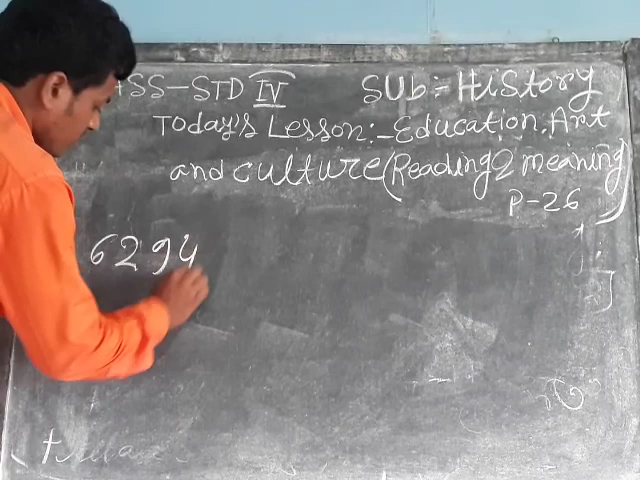 SS-STD IV SUb:- HiStory
Today's Lesson:- Education, Art
and culture (Reading & meaning)
P-26
6294